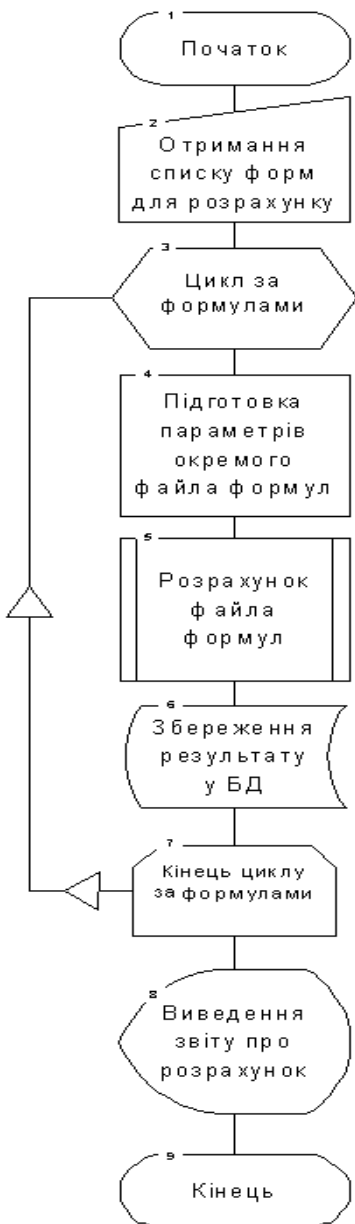 1
Початок
2
Отримання
списку форм
для розрахунку
3
Цикл за
формулами
4
Підготовка
параметрів
окремого
файла формул
5
Розрахунок
файла
формул
6
Збереження
результату
у БД
7
Кінець циклу
за формулами
8
Виведення
звіту про
розрахунок
9
Кінець